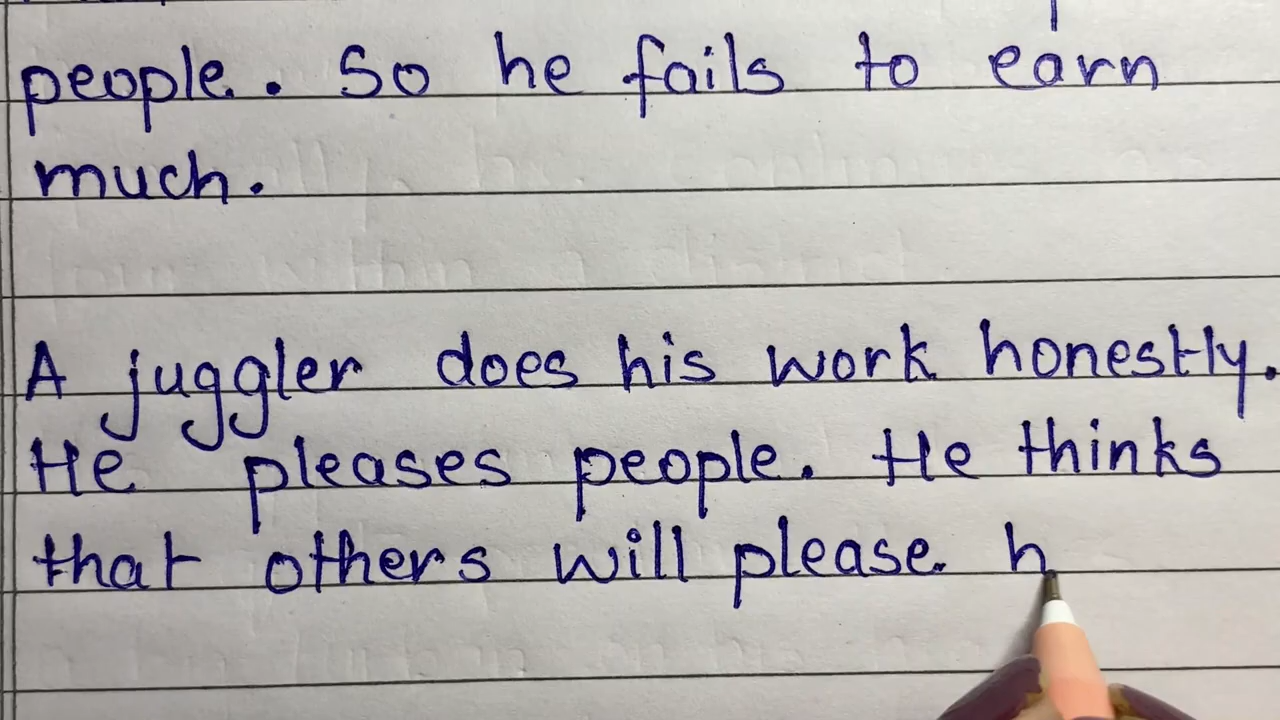 people. So he fails to earn
much.
A juggler does his work honestly.
He pleases people. He thinks
that others will please h